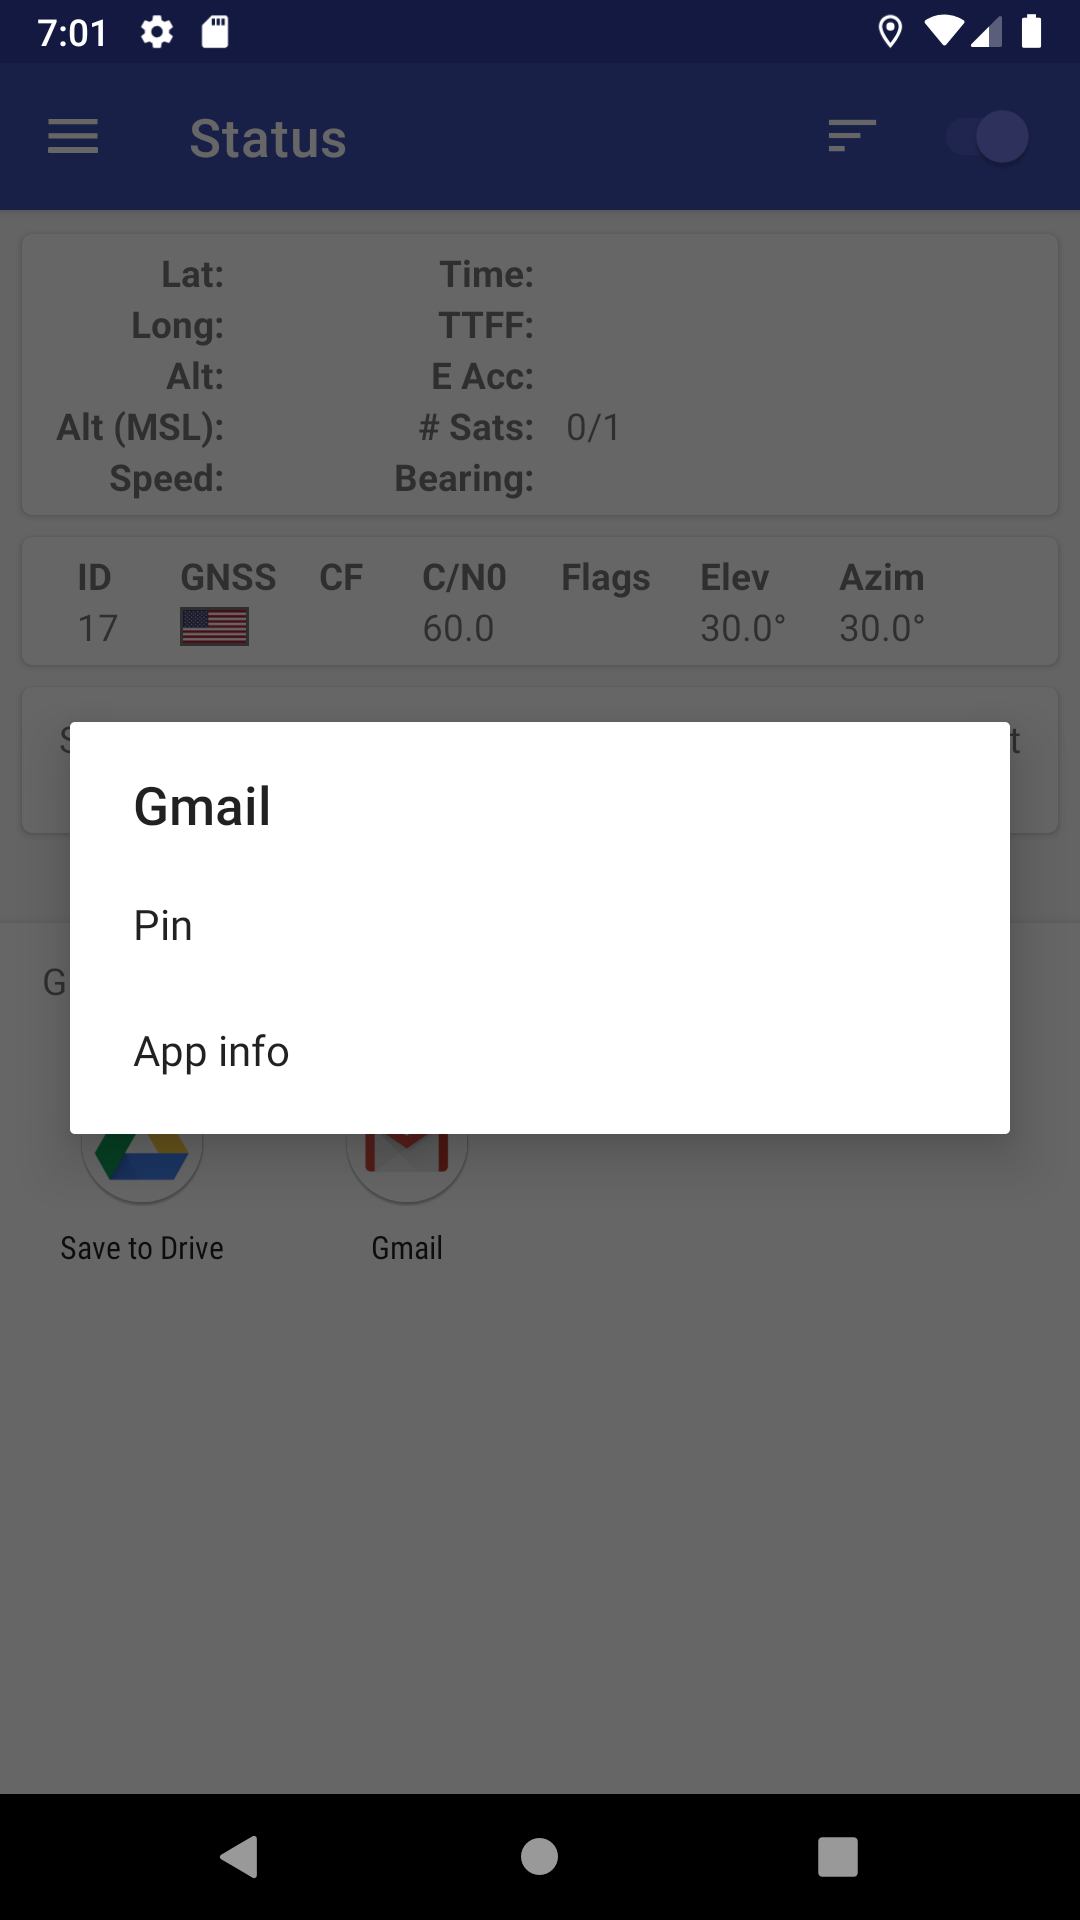 7:01
Status
Lat: Time:
Long: TTFF:
Alt: E Acc:
Alt (MSL): # Sats: 0/1
Speed: Bearing:
ID GNSS CF C/N0 Flags Elev Azim
17 60.0 30.0° 30.0°
Gmail
Pin
App info
Save to Drive Gmail